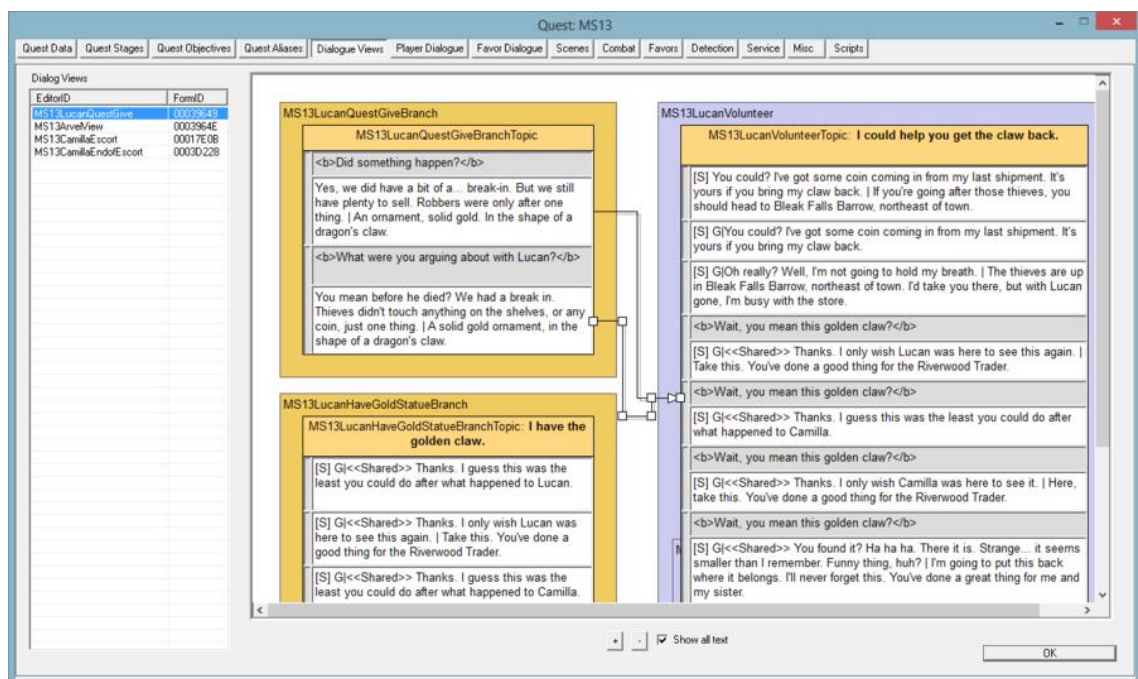 Quest: MS13
Quest Data
Quest Stages
Quest Objectives
Quest Aliases
Dialogue Views
Player Dialogue
Favor Dialogue
Scenes
Combat
Favors
Detection
Service
Misc
Scripts
Dialog Views
EditorID FormID
MS13LucanQuestGive 00039649
MS13ArvelView 0003964E
MS13CamillaEscort 00017E0B
MS13CamillaEndofEscort 0003D228
MS13LucanQuestGiveBranch
MS13LucanQuestGiveBranchTopic
<b>Did something happen?</b>
Yes, we did have a bit of a... break-in. But we still
have plenty to sell. Robbers were only after one
thing. | An ornament, solid gold. In the shape of a
dragon's claw.
<b>What were you arguing about with Lucan?</b>
You mean before he died? We had a break in.
Thieves didn't touch anything on the shelves, or any
coin, just one thing. | A solid gold ornament, in the
shape of a dragon's claw.
MS13LucanHaveGoldStatueBranch
MS13LucanHaveGoldStatueBranchTopic: I have the
golden claw.
[S] G|<<Shared>> Thanks. I guess this was the
least you could do after what happened to Lucan.
[S] G|<<Shared>> Thanks. I only wish Lucan was
here to see this again. | Take this. You've done a
good thing for the Riverwood Trader.
[S] G|<<Shared>> Thanks. I guess this was the
least you could do after what happened to Camilla.
MS13LucanVolunteer
MS13LucanVolunteerTopic: I could help you get the claw back.
[S] You could? I've got some coin coming in from my last shipment. It's
yours if you bring my claw back. | If you're going after those thieves, you
should head to Bleak Falls Barrow, northeast of town.
[S] G|You could? I've got some coin coming in from my last shipment. It's
yours if you bring my claw back.
[S] G|Oh really? Well, I'm not going to hold my breath. | The thieves are up
in Bleak Falls Barrow, northeast of town. I'd take you there, but with Lucan
gone, I'm busy with the store.
<b>Wait, you mean this golden claw?</b>
[S] G|<<Shared>> Thanks. I only wish Lucan was here to see this again. |
Take this. You've done a good thing for the Riverwood Trader.
<b>Wait, you mean this golden claw?</b>
[S] G|<<Shared>> Thanks. I guess this was the least you could do after
what happened to Camilla.
<b>Wait, you mean this golden claw?</b>
[S] G|<<Shared>> Thanks. I only wish Camilla was here to see it. | Here,
take this. You've done a good thing for the Riverwood Trader.
<b>Wait, you mean this golden claw?</b>
[S] G|<<Shared>> You found it? Ha ha ha. There it is. Strange... it seems
smaller than I remember. Funny thing, huh? | I'm going to put this back
where it belongs. I'll never forget this. You've done a great thing for me and
my sister.
+ - Show all text
OK